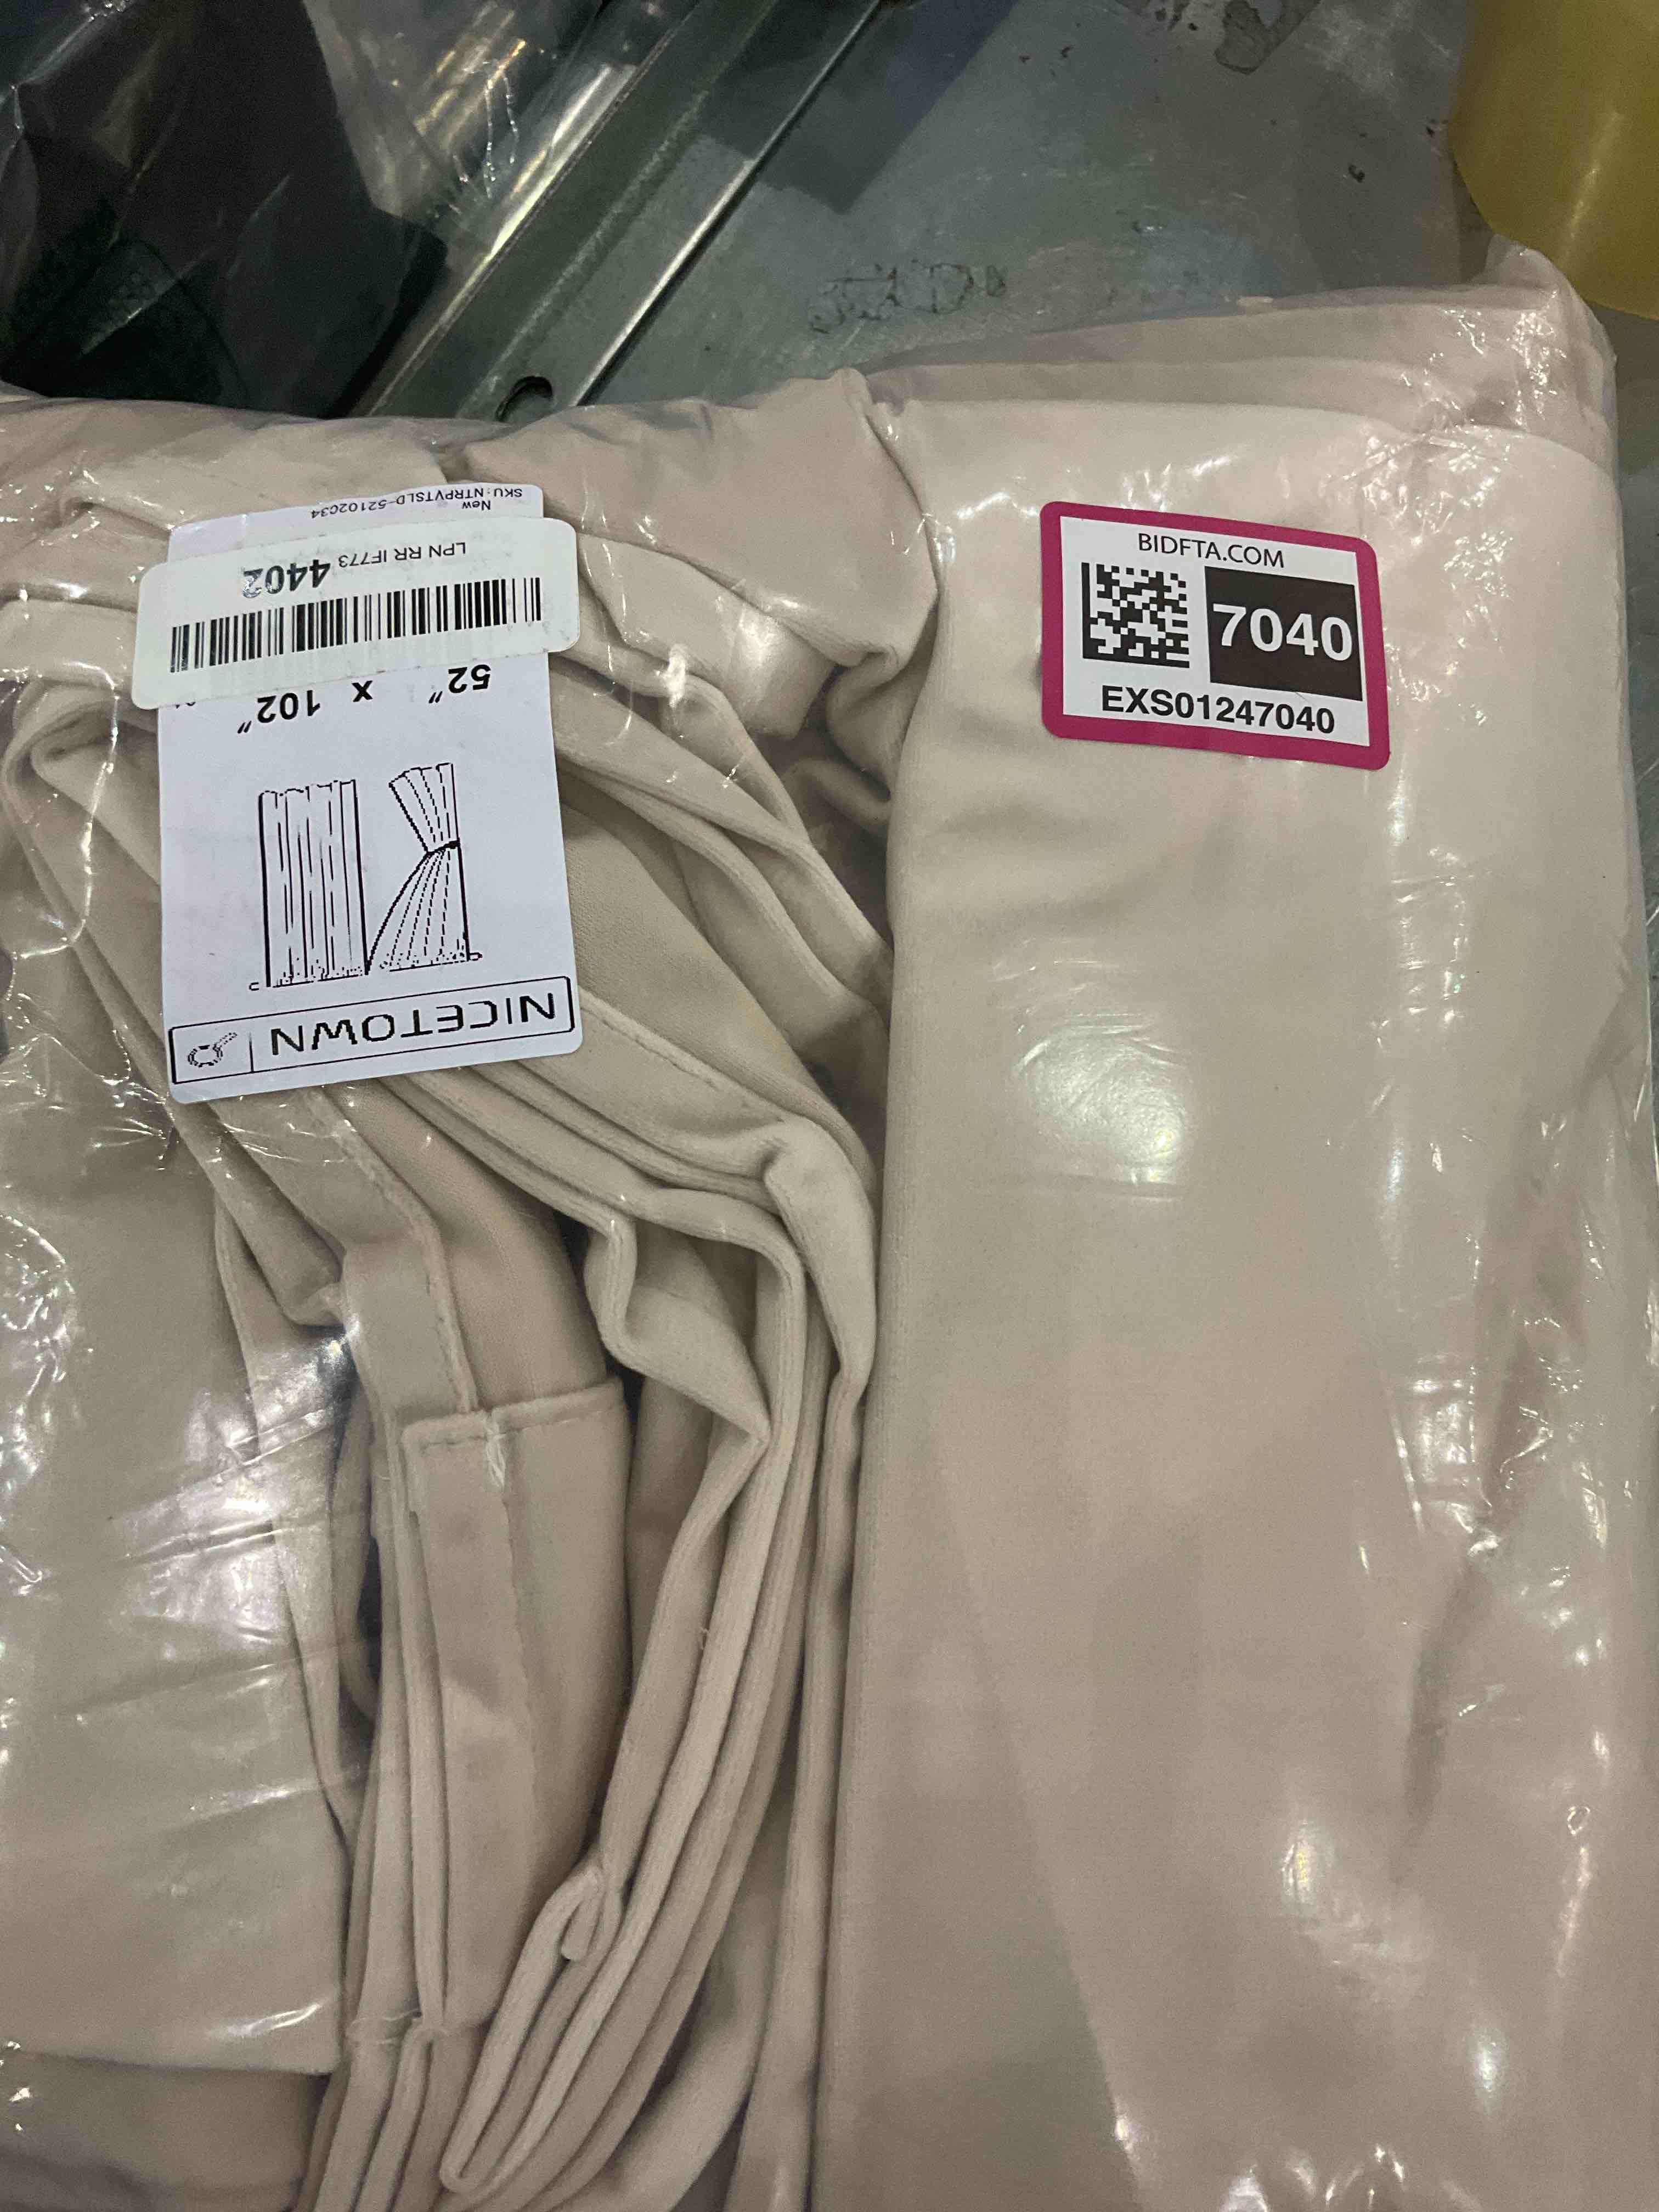 New
SKU:NTRPVTSLD-52102C34
LPN RR IF773 4402
52" x 102"
NICETOWN
BIDFTA.COM
7040
EXS01247040